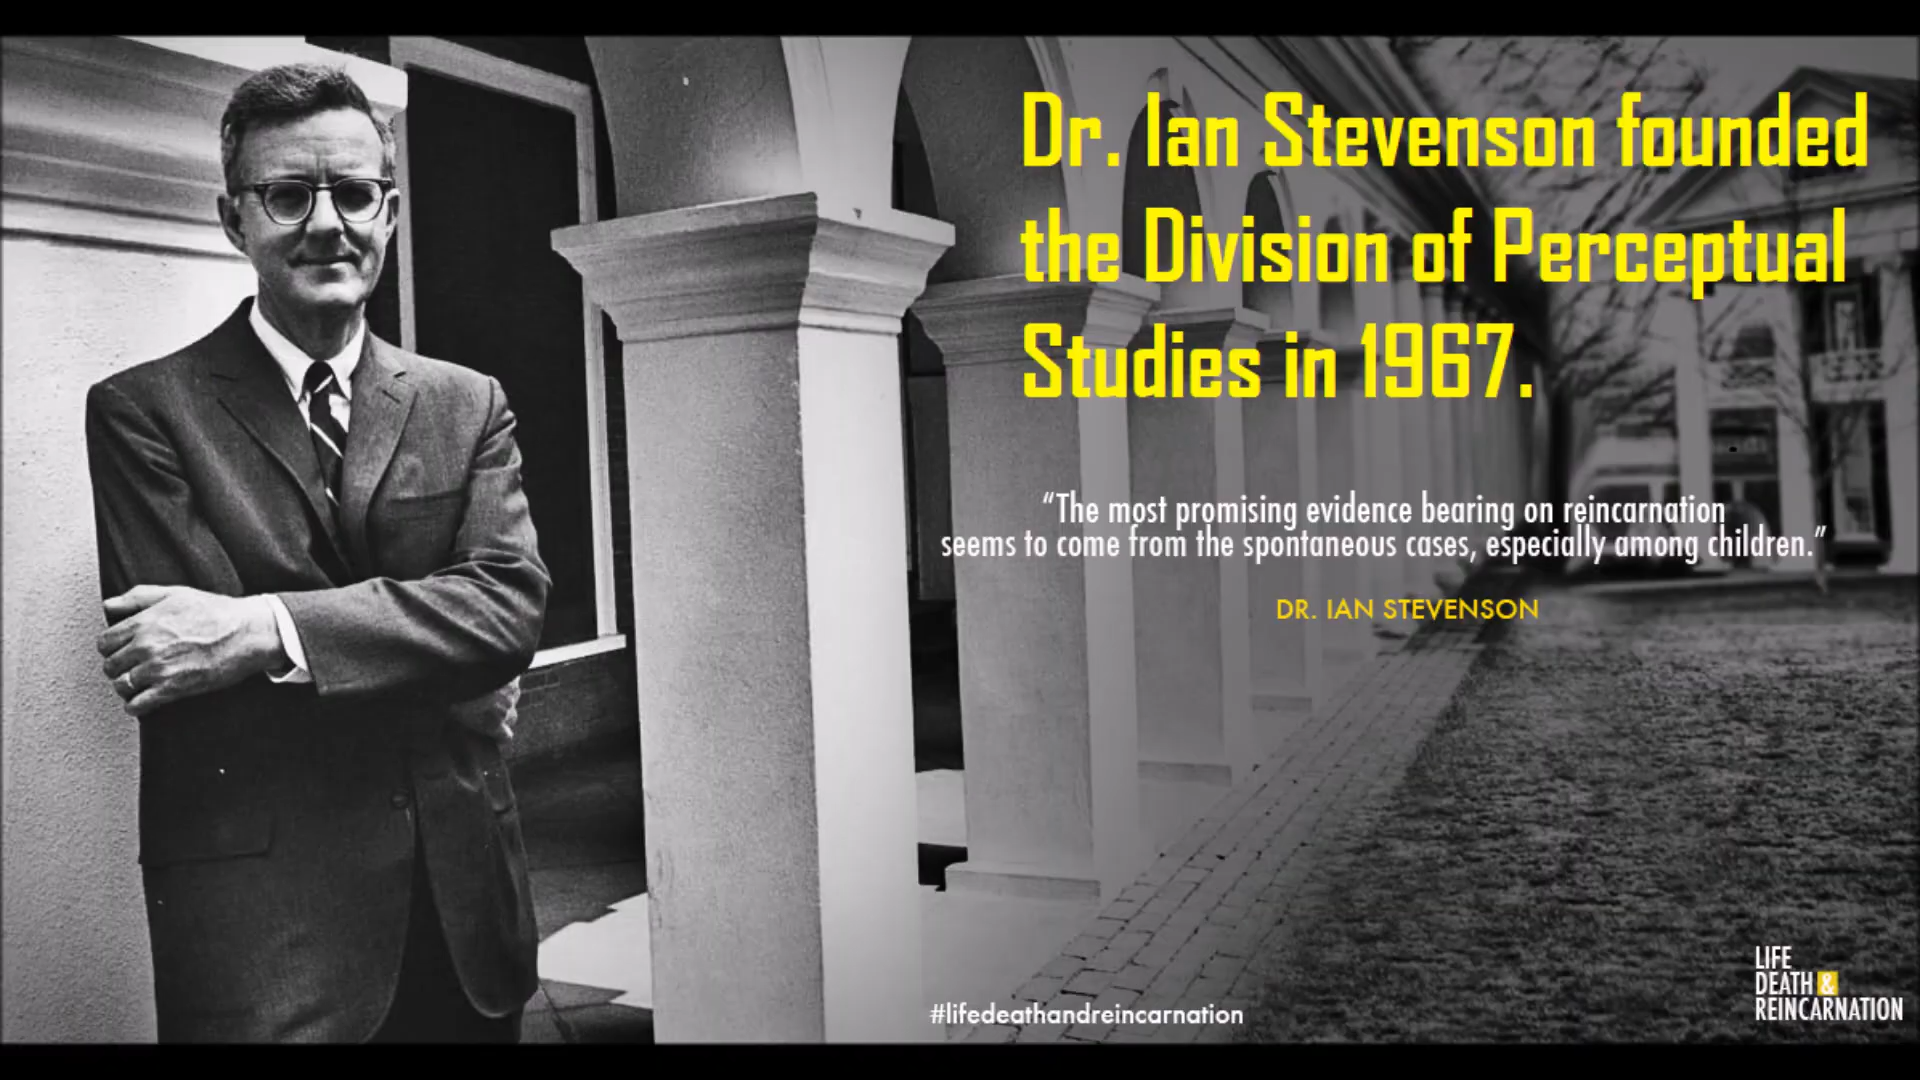 Dr. Ian Stevenson founded
the Division of Perceptual
Studies in 1967.
“The most promising evidence bearing on reincarnation
seems to come from the spontaneous cases, especially among children.”
DR. IAN STEVENSON
#lifedeathandreincarnation
LIFE
DEATH &
REINCARNATION